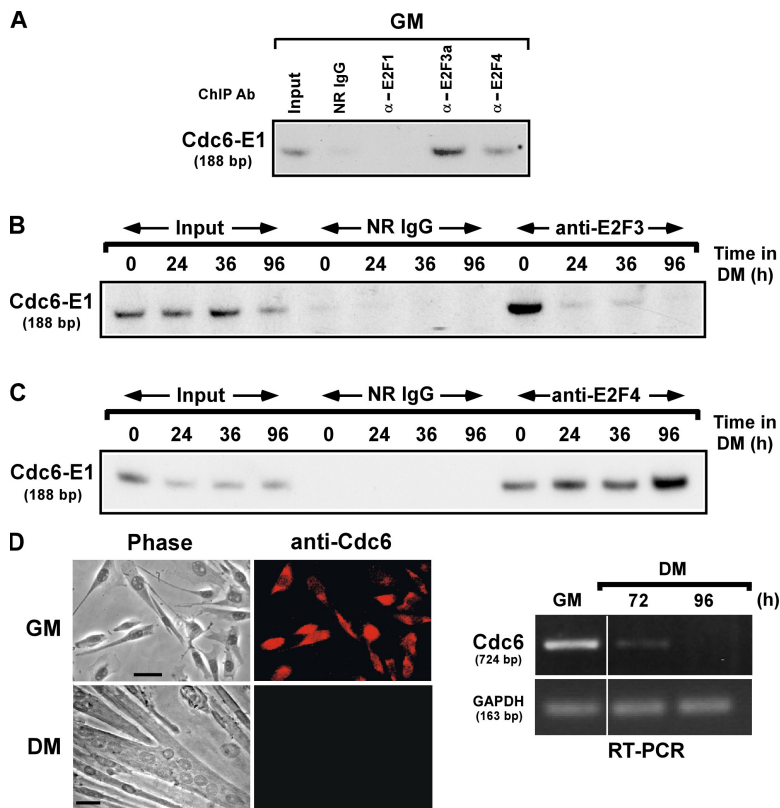 A
GM
ChIP Ab
Input
NR IgG
α-E2F1
α-E2F3a
α-E2F4
Cdc6-E1
(188 bp)
B
Input NR IgG anti-E2F3
0 24 36 96 0 24 36 96 0 24 36 96
Time in
DM (h)
Cdc6-E1
(188 bp)
C
Input NR IgG anti-E2F4
0 24 36 96 0 24 36 96 0 24 36 96
Time in
DM (h)
Cdc6-E1
(188 bp)
D
Phase anti-Cdc6
GM
DM
DM
GM 72 96 (h)
Cdc6
(724 bp)
GAPDH
(163 bp)
RT-PCR